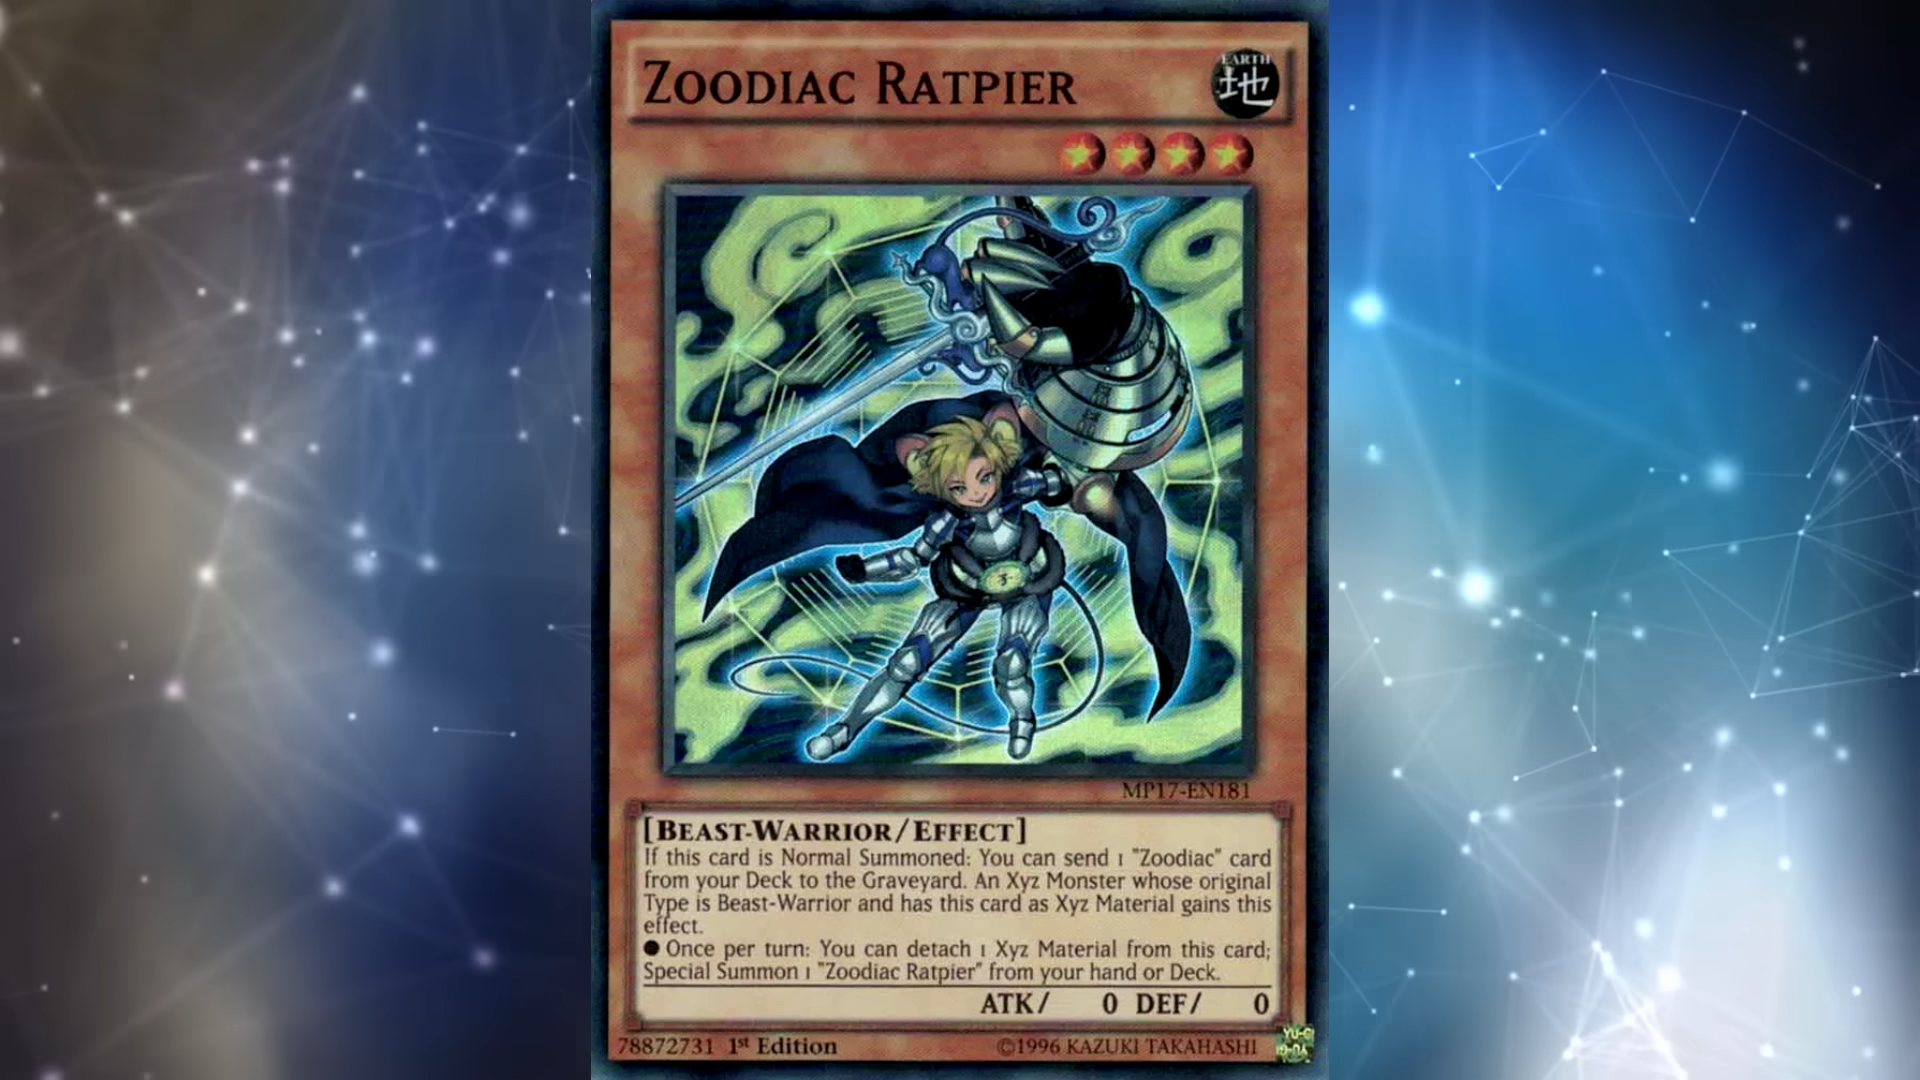 Zoodiac Ratpier
EARTH
地
MP17-EN181
[Beast-Warrior/Effect]
If this card is Normal Summoned: You can send 1 "Zoodiac" card
from your Deck to the Graveyard. An Xyz Monster whose original
Type is Beast-Warrior and has this card as Xyz Material gains this
effect.
● Once per turn: You can detach 1 Xyz Material from this card;
Special Summon 1 "Zoodiac Ratpier" from your hand or Deck.
ATK/ 0 DEF/ 0
78872731 1st Edition ©1996 KAZUKI TAKAHASHI